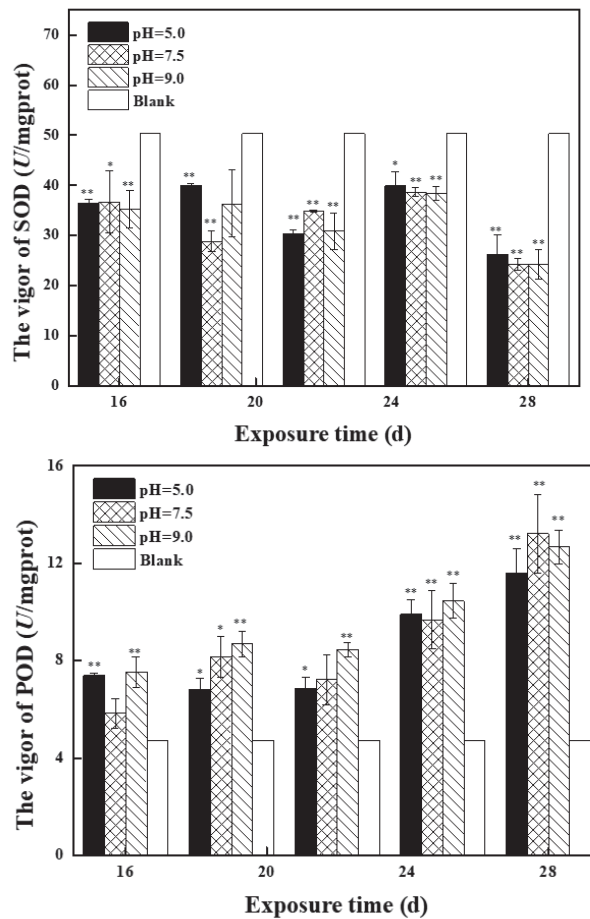 70
60
50
40
30
20
10
0
The vigor of SOD (U/mgprot)
pH=5.0
pH=7.5
pH=9.0
Blank
** * **
** **
** ** **
* ** **
** ** **
16 20 24 28
Exposure time (d)
16
12
8
4
0
The vigor of POD (U/mgprot)
pH=5.0
pH=7.5
pH=9.0
Blank
** **
* * **
* **
** ** **
** ** **
16 20 24 28
Exposure time (d)